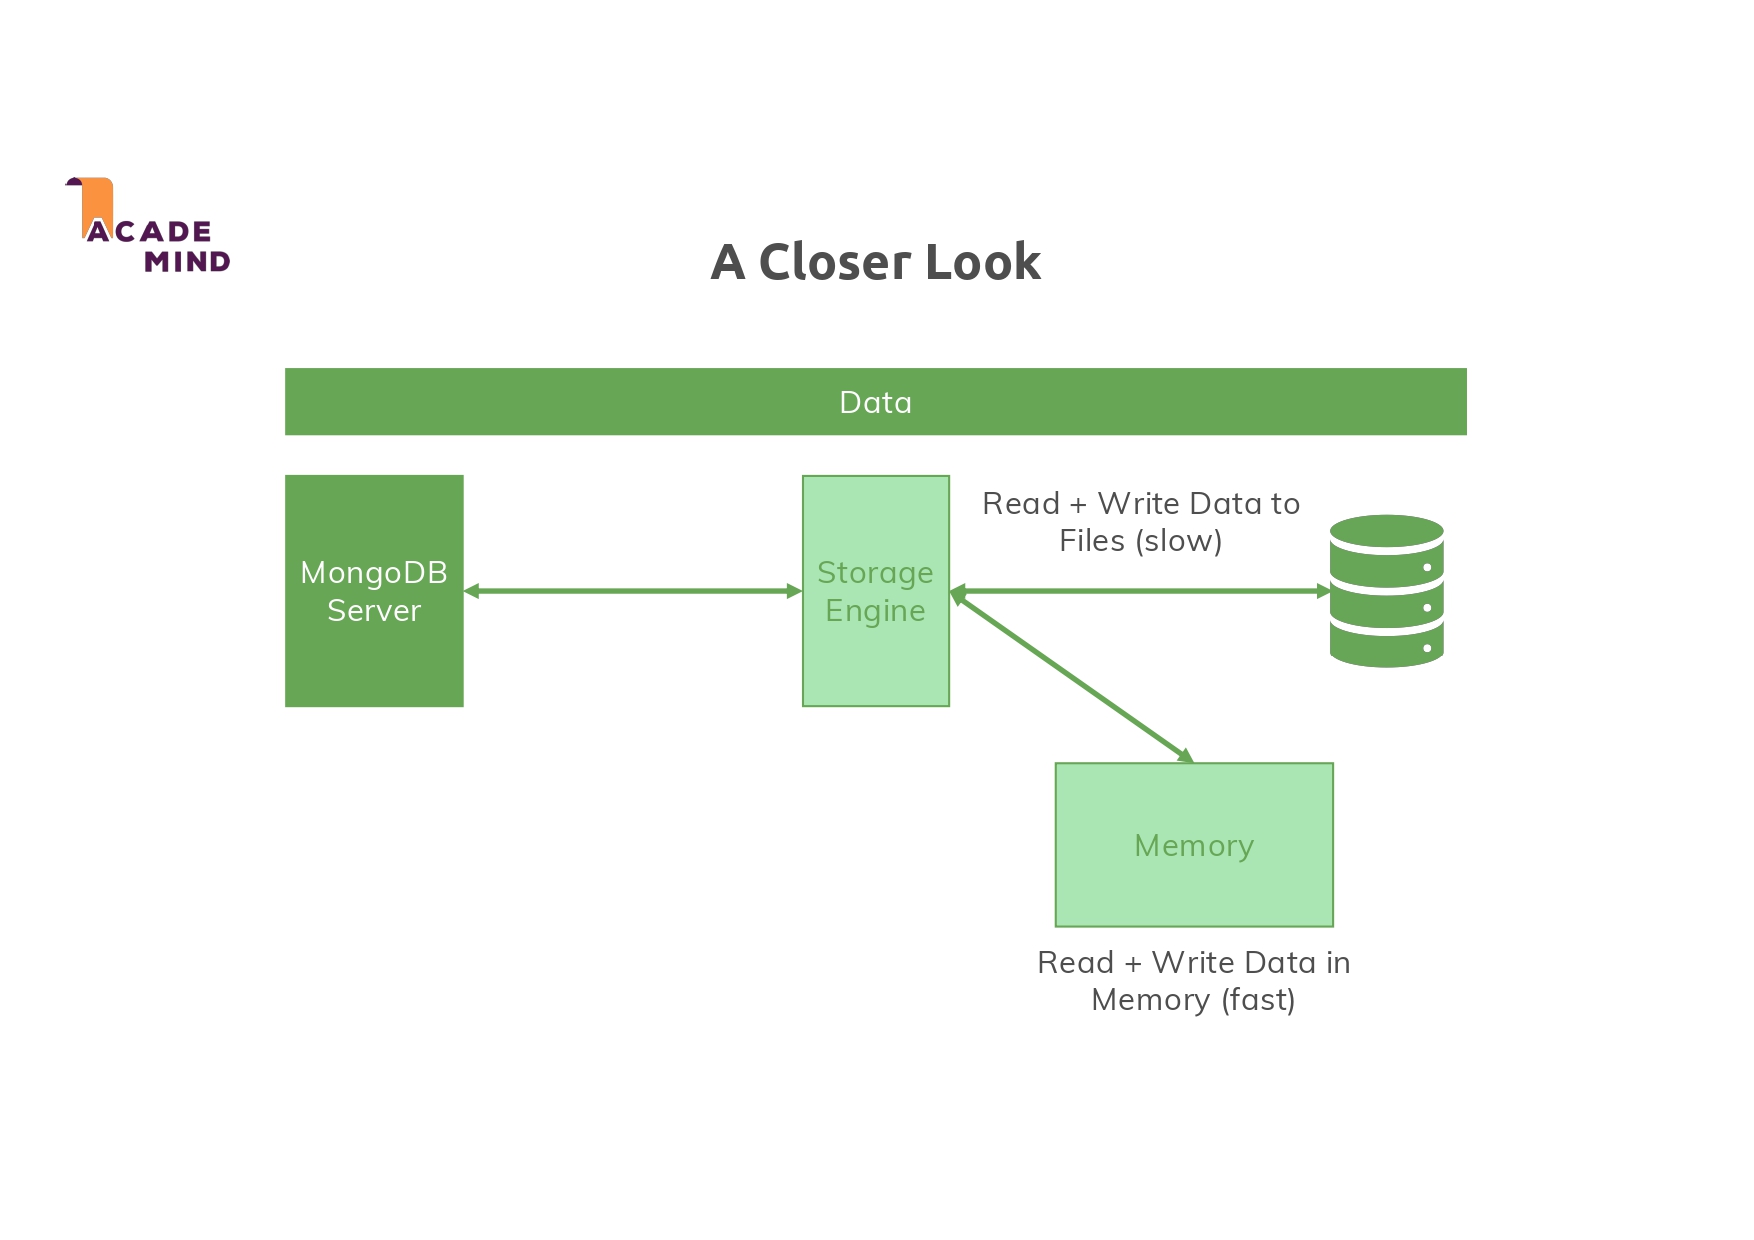 ACADE
MIND
A Closer Look
Data
MongoDB
Server
Storage
Engine
Read + Write Data to
Files (slow)
Memory
Read + Write Data in
Memory (fast)